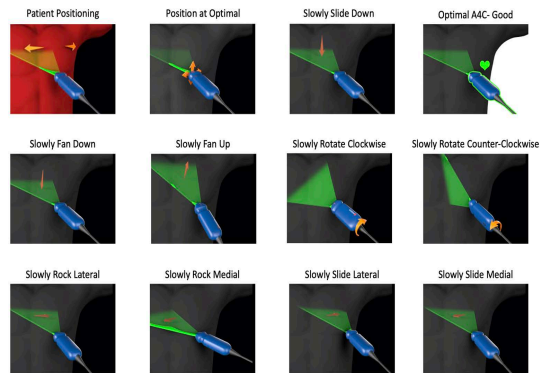 Patient Positioning
Position at Optimal
Slowly Slide Down
Optimal A4C- Good
Slowly Fan Down
Slowly Fan Up
Slowly Rotate Clockwise
Slowly Rotate Counter-Clockwise
Slowly Rock Lateral
Slowly Rock Medial
Slowly Slide Lateral
Slowly Slide Medial